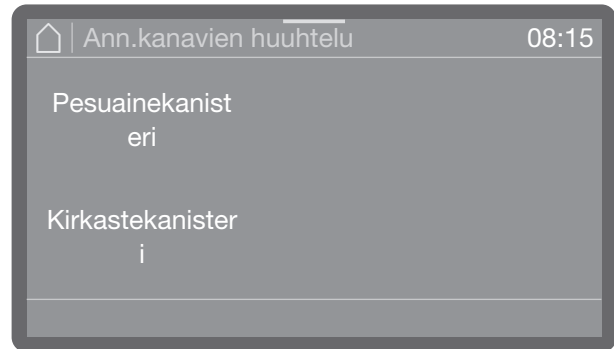 Ann.kanavien huuhtelu 08:15
Pesuainekanist
eri
Kirkastekanister
i